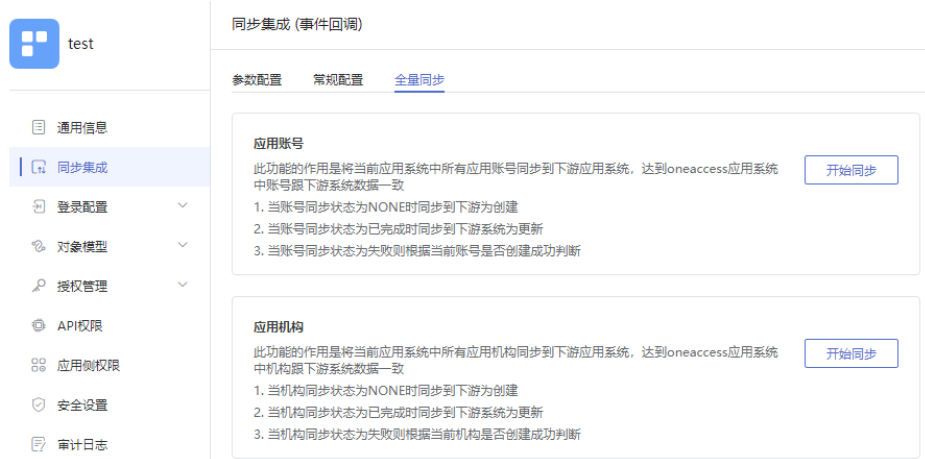 test
通用信息
同步集成
登录配置
对象模型
授权管理
API权限
应用侧权限
安全设置
审计日志
同步集成 (事件回调)
参数配置 常规配置 全量同步
应用账号
此功能的作用是将当前应用系统中所有应用账号同步到下游应用系统，达到oneaccess应用系统
中账号跟下游系统数据一致
1. 当账号同步状态为NONE时同步到下游为创建
2. 当账号同步状态为已完成时同步到下游系统为更新
3. 当账号同步状态为失败则根据当前账号是否创建成功判断
开始同步
应用机构
此功能的作用是将当前应用系统中所有应用机构同步到下游应用系统，达到oneaccess应用系统
中机构跟下游系统数据一致
1. 当机构同步状态为NONE时同步到下游为创建
2. 当机构同步状态为已完成时同步到下游系统为更新
3. 当机构同步状态为失败则根据当前机构是否创建成功判断
开始同步